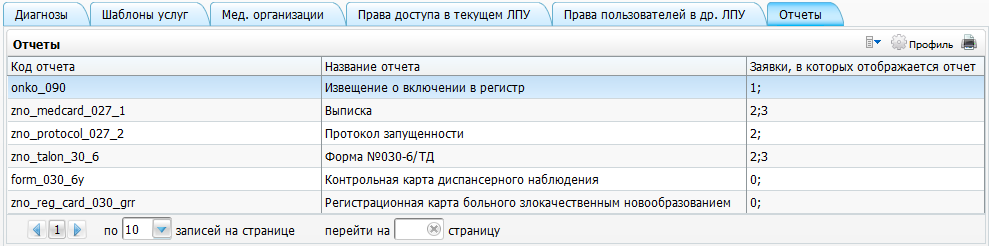 Диагнозы Шаблоны услуг Мед. организации Права доступа в текущем ЛПУ Права пользователей в др. ЛПУ Отчеты
Отчеты Профиль
Код отчета Название отчета Заявки, в которых отображается отчет
onko_090 Извещение о включении в регистр 1;
zno_medcard_027_1 Выписка 2;3
zno_protocol_027_2 Протокол запущенности 2;
zno_talon_30_6 Форма №030-6/ТД 2;3
form_030_6y Контрольная карта диспансерного наблюдения 0;
zno_reg_card_030_grr Регистрационная карта больного злокачественным новообразованием 0;
1 по 10 записей на странице перейти на страницу